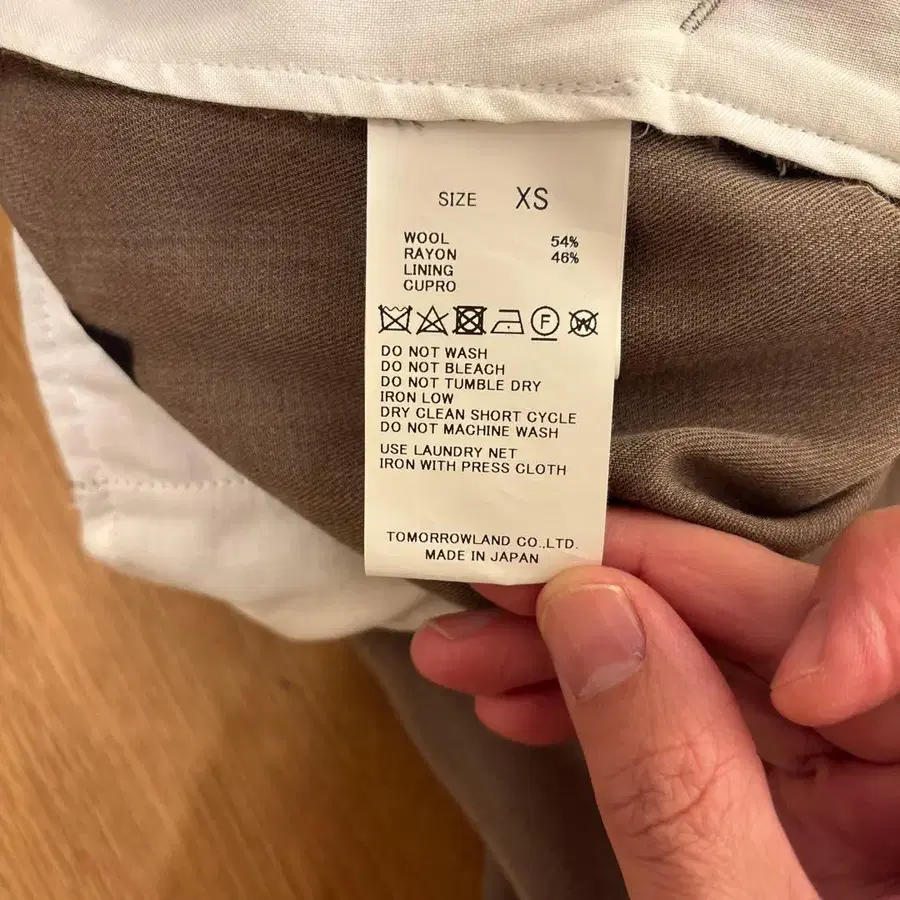 SIZE XS
WOOL 54%
RAYON 46%
LINING
CUPRO
F W
DO NOT WASH
DO NOT BLEACH
DO NOT TUMBLE DRY
IRON LOW
DRY CLEAN SHORT CYCLE
DO NOT MACHINE WASH
USE LAUNDRY NET
IRON WITH PRESS CLOTH
TOMORROWLAND CO.,LTD.
MADE IN JAPAN